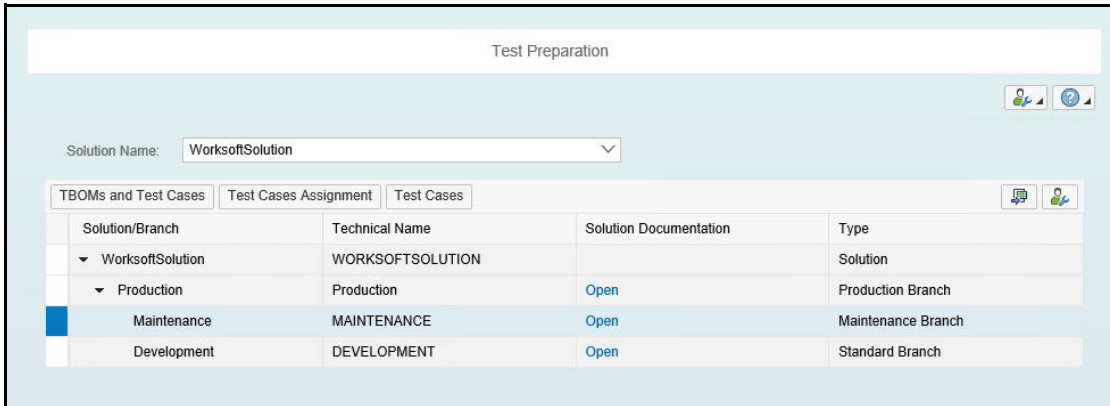 Test Preparation
Solution Name: WorksoftSolution
TBOMs and Test Cases Test Cases Assignment Test Cases
Solution/Branch Technical Name Solution Documentation Type
WorksoftSolution WORKSOFTSOLUTION Solution
Production Production Open Production Branch
Maintenance MAINTENANCE Open Maintenance Branch
Development DEVELOPMENT Open Standard Branch